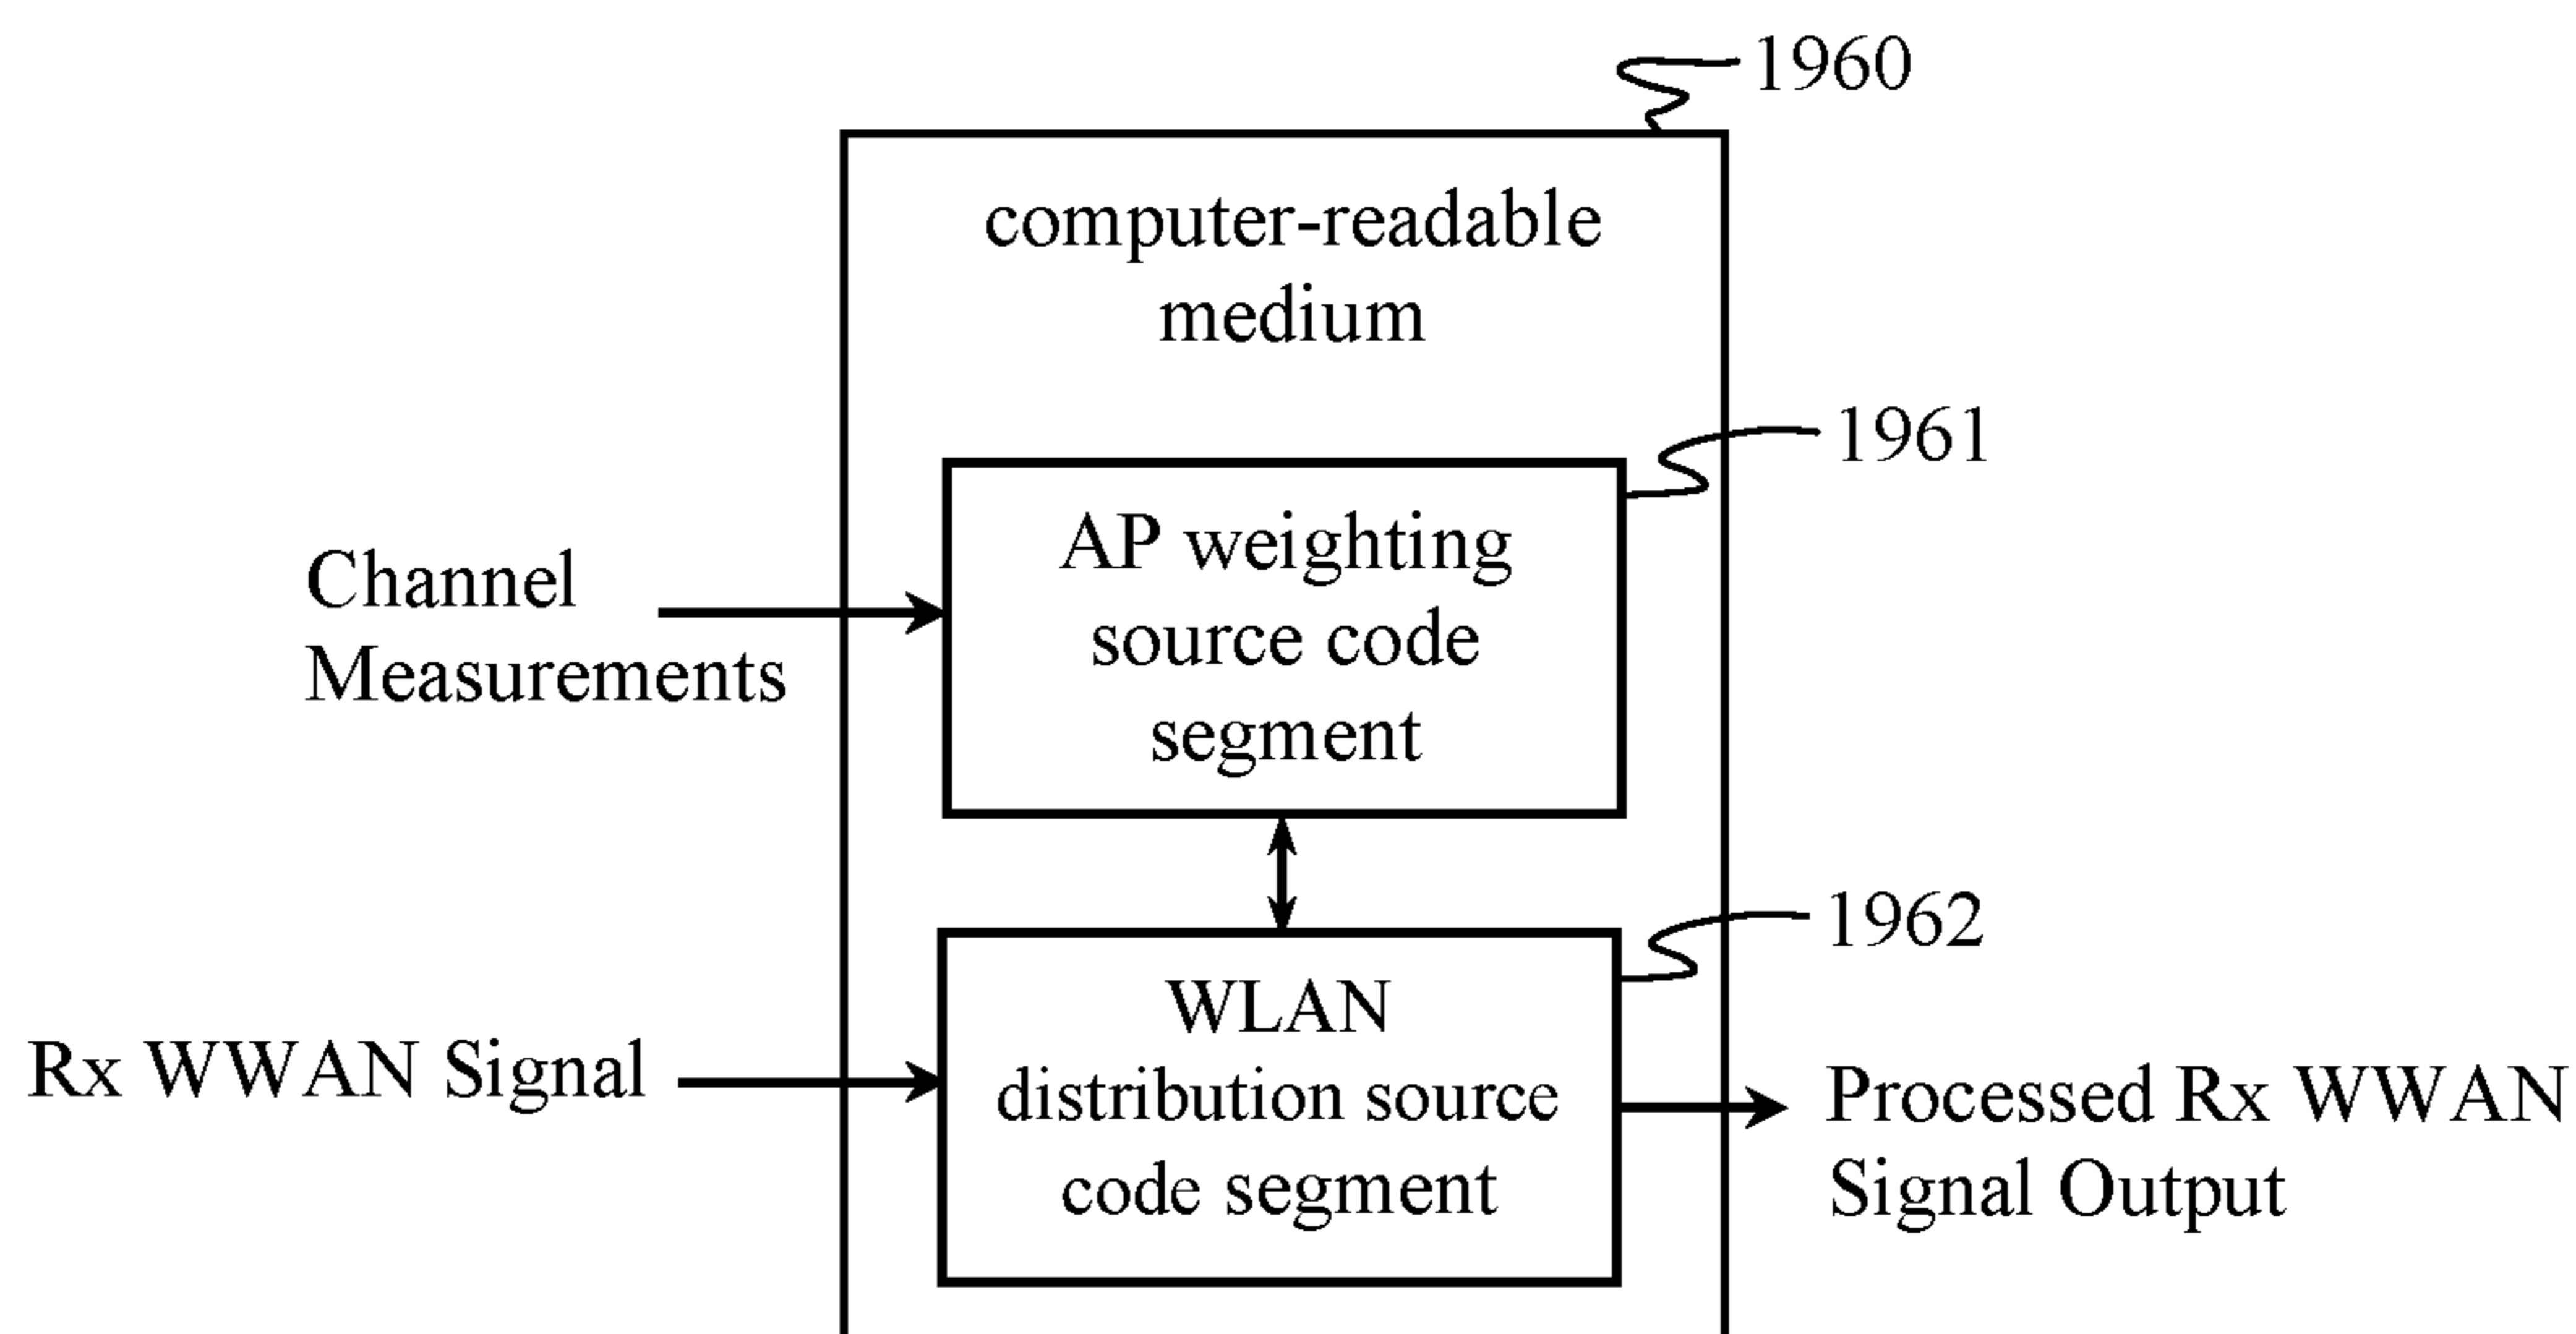 1960
computer-readable
medium
1961
AP weighting
source code
segment
Channel
Measurements
1962
WLAN
distribution source
code segment
Rx WWAN Signal
Processed Rx WWAN
Signal Output